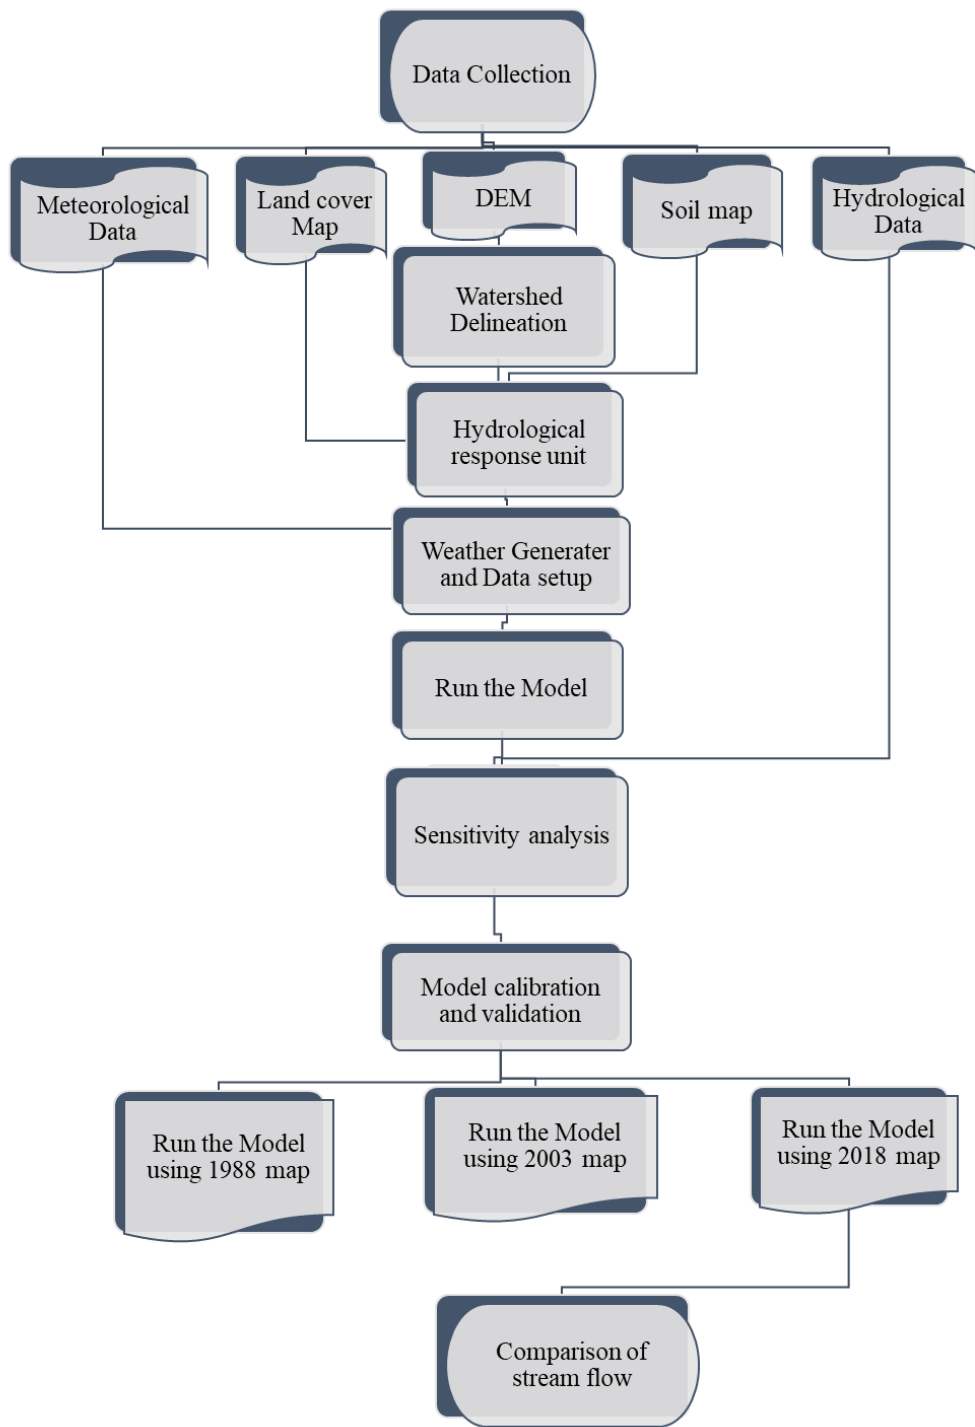 Data Collection
Meteorological
Data
Land cover
Map
DEM
Soil map
Hydrological
Data
Watershed
Delineation
Hydrological
response unit
Weather Generater
and Data setup
Run the Model
Sensitivity analysis
Model calibration
and validation
Run the Model
using 1988 map
Run the Model
using 2003 map
Run the Model
using 2018 map
Comparison of
stream flow